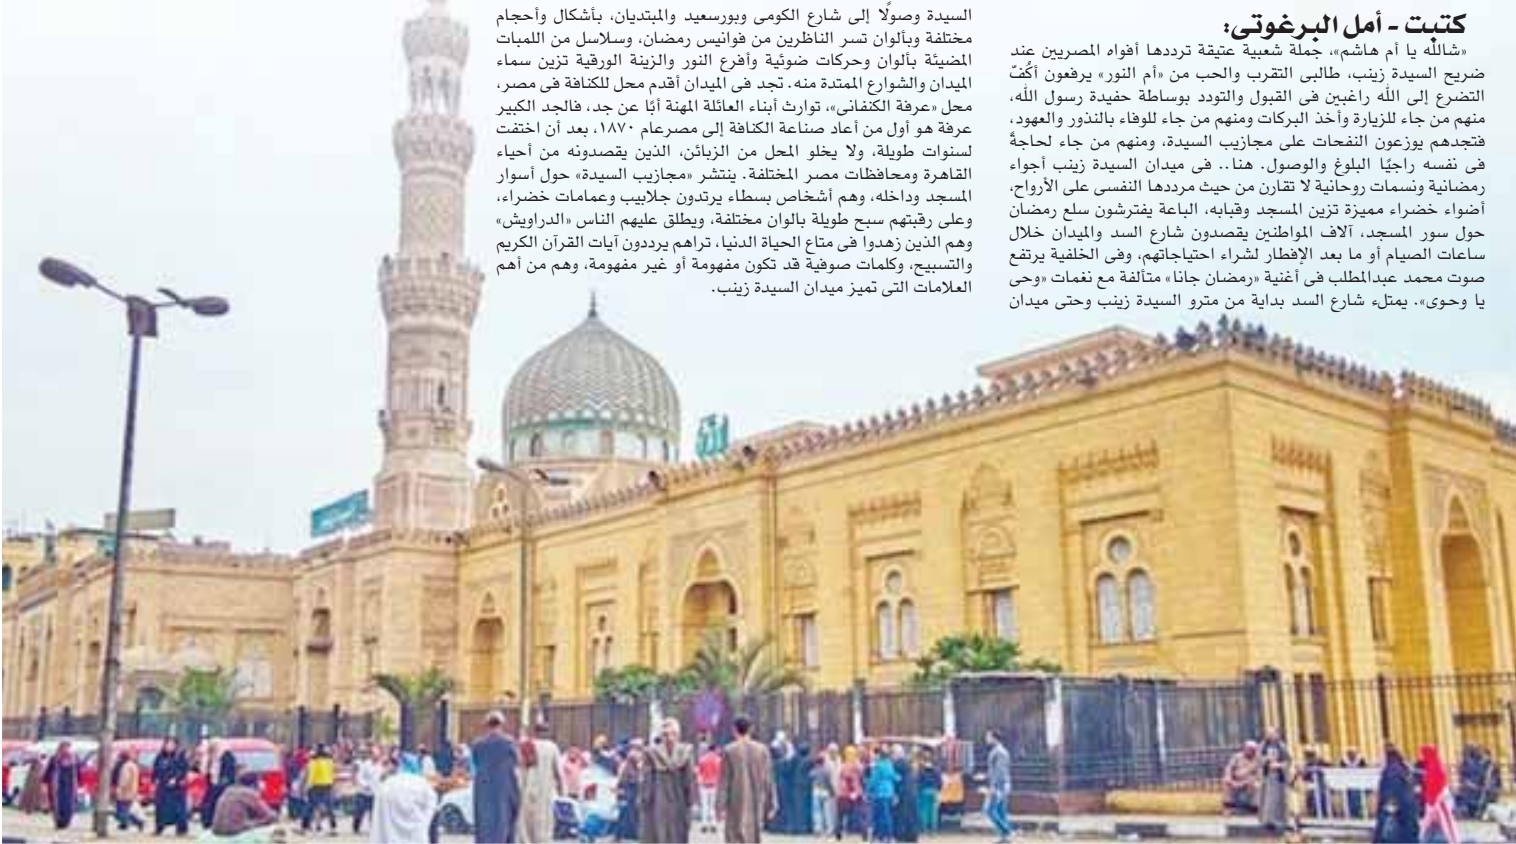 كتبت - أمل البرغوتى:
«شالله يا أم هاشم»، جملة شعبية عتيقة ترددها أفواه المصريين عند
ضريح السيدة زينب، طالبى التقرب والحب من «أم النور» يرفعون أكُفّ
التضرع إلى الله راغبين فى القبول والتودد بوساطة حفيدة رسول الله،
منهم من جاء للزيارة وأخذ البركات ومنهم من جاء للوفاء بالنذور والعهود،
فتجدهم يوزعون النفحات على مجازيب السيدة، ومنهم من جاء لحاجةً
فى نفسه راجيًا البلوغ والوصول. هنا.. فى ميدان السيدة زينب أجواء
رمضانية ونسمات روحانية لا تقارن من حيث مرددها النفسى على الأرواح،
أضواء خضراء مميزة تزين المسجد وقبابه، الباعة يفترشون سلع رمضان
حول سور المسجد، آلاف المواطنين يقصدون شارع السد والميدان خلال
ساعات الصيام أو ما بعد الإفطار لشراء احتياجاتهم، وفى الخلفية يرتفع
صوت محمد عبدالمطلب فى أغنية «رمضان جانا» متألفة مع نغمات «وحى
يا وحوى». يمتلء شارع السد بداية من مترو السيدة زينب وحتى ميدان
السيدة وصولًا إلى شارع الكومى وبورسعيد والمبتديان، بأشكال وأحجام
مختلفة وبألوان تسر الناظرين من فوانيس رمضان، وسلاسل من اللمبات
المضيئة بألوان وحركات ضوئية وأفرع النور والزينة الورقية تزين سماء
الميدان والشوارع الممتدة منه. تجد فى الميدان أقدم محل للكنافة فى مصر،
محل «عرفة الكنفانى»، توارث أبناء العائلة المهنة أبًا عن جد، فالجد الكبير
عرفة هو أول من أعاد صناعة الكنافة إلى مصرعام ١٨٧٠، بعد أن اختفت
لسنوات طويلة، ولا يخلو المحل من الزبائن، الذين يقصدونه من أحياء
القاهرة ومحافظات مصر المختلفة. ينتشر «مجازيب السيدة» حول أسوار
المسجد وداخله، وهم أشخاص بسطاء يرتدون جلابيب وعمامات خضراء،
وعلى رقبتهم سبح طويلة بالوان مختلفة، ويطلق عليهم الناس «الدراويش»
وهم الذين زهدوا فى متاع الحياة الدنيا، تراهم يرددون آيات القرآن الكريم
والتسبيح، وكلمات صوفية قد تكون مفهومة أو غير مفهومة، وهم من أهم
العلامات التى تميز ميدان السيدة زينب.
الله